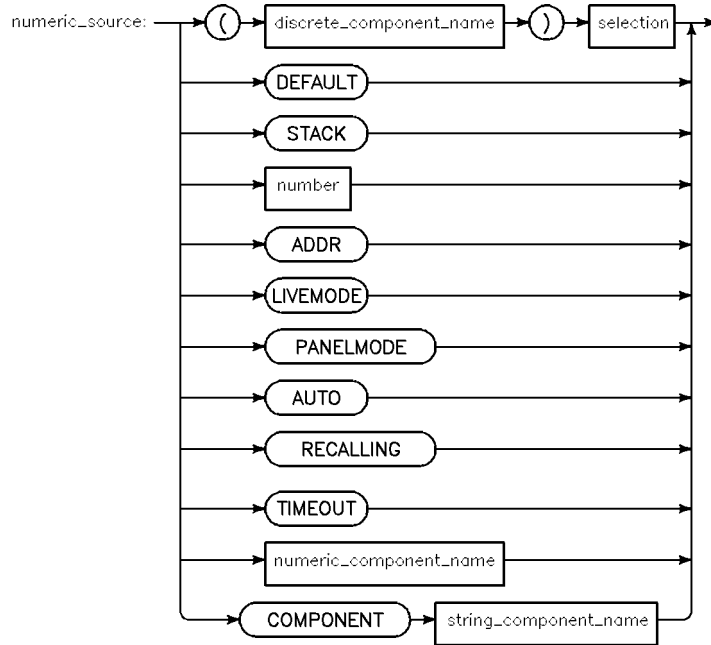 numeric_source: ( discrete_component_name ) selection
DEFAULT
STACK
number
ADDR
LIVEMODE
PANELMODE
AUTO
RECALLING
TIMEOUT
numeric_component_name
COMPONENT string_component_name